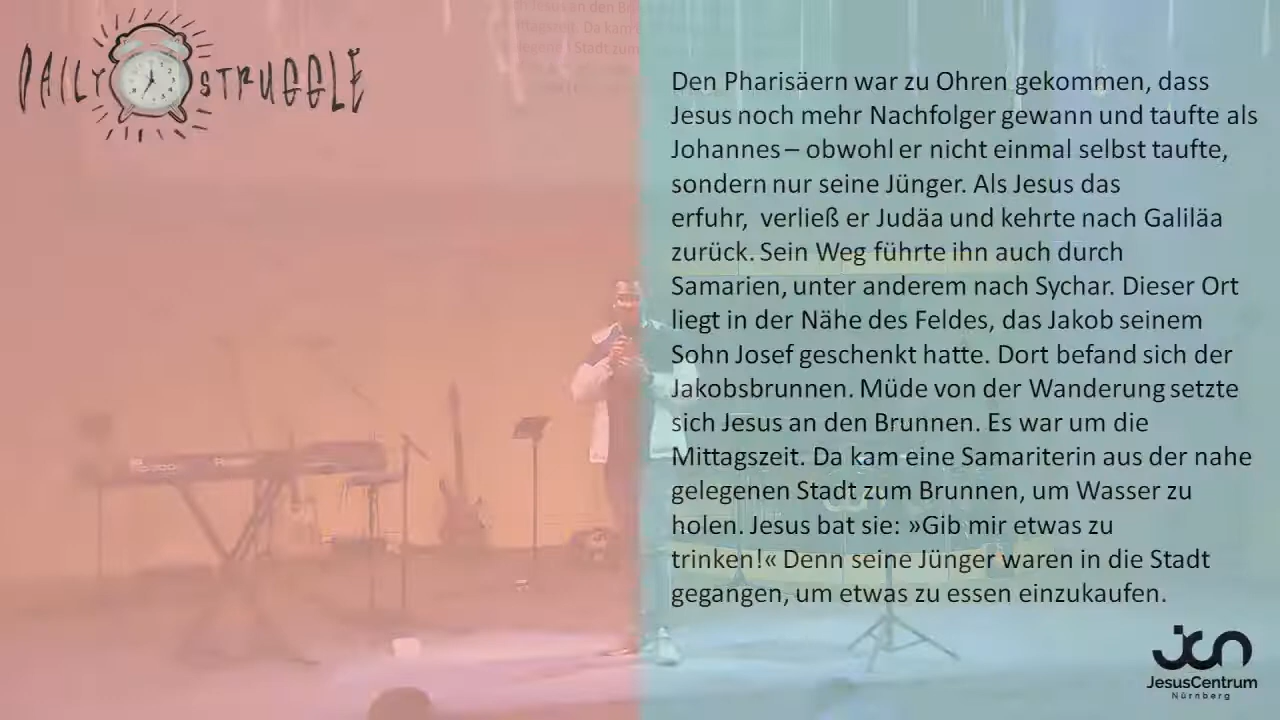 DAILY STRUGGLE
Den Pharisäern war zu Ohren gekommen, dass
Jesus noch mehr Nachfolger gewann und taufte als
Johannes – obwohl er nicht einmal selbst taufte,
sondern nur seine Jünger. Als Jesus das
erfuhr,  verließ er Judäa und kehrte nach Galiläa
zurück. Sein Weg führte ihn auch durch
Samarien, unter anderem nach Sychar. Dieser Ort
liegt in der Nähe des Feldes, das Jakob seinem
Sohn Josef geschenkt hatte. Dort befand sich der
Jakobsbrunnen. Müde von der Wanderung setzte
sich Jesus an den Brunnen. Es war um die
Mittagszeit. Da kam eine Samariterin aus der nahe
gelegenen Stadt zum Brunnen, um Wasser zu
holen. Jesus bat sie: »Gib mir etwas zu
trinken!« Denn seine Jünger waren in die Stadt
gegangen, um etwas zu essen einzukaufen.
jcn
JesusCentrum
Nürnberg